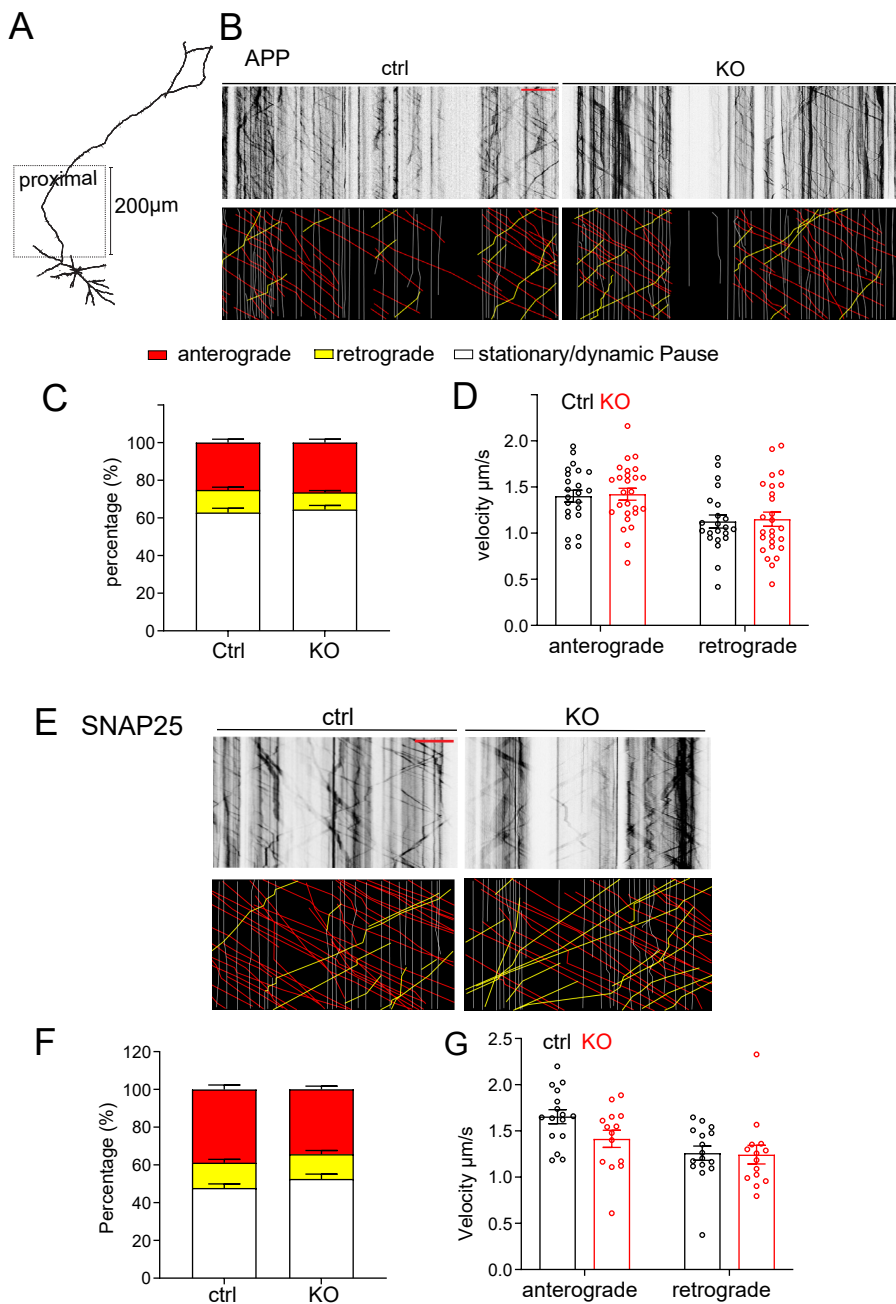 A
B
APP
ctrl
KO
proximal
200μm
anterograde
retrograde
stationary/dynamic Pause
C
percentage (%)
100
80
60
40
20
0
Ctrl
KO
D
Ctrl KO
velocity μm/s
2.0
1.5
1.0
0.5
0.0
anterograde
retrograde
E
SNAP25
ctrl
KO
F
Percentage (%)
120
100
80
60
40
20
0
ctrl
KO
G
ctrl KO
Velocity μm/s
2.5
2.0
1.5
1.0
0.5
0.0
anterograde
retrograde